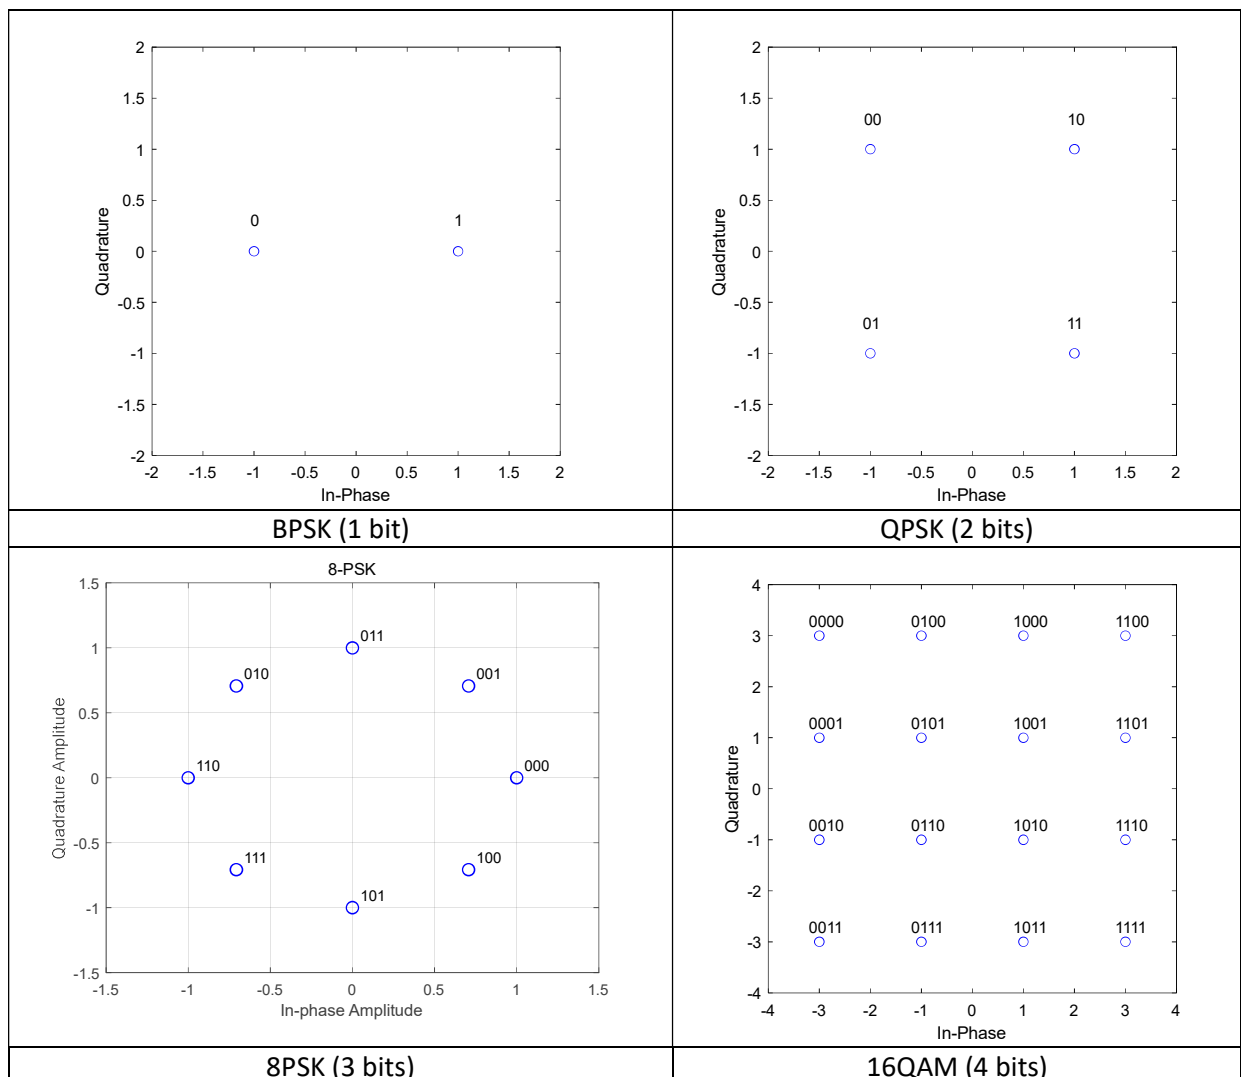 2
1
0.5
0
-0.5
-1
-1.5
-2
Quadrature
0 1
-2 -1.5 -1 -0.5 0 0.5 1 1.5 2
In-Phase
BPSK (1 bit)
2
1.5
1
0.5
0
-0.5
-1
-1.5
-2
Quadrature
00 10
01 11
-2 -1.5 -1 -0.5 0 0.5 1 1.5 2
In-Phase
QPSK (2 bits)
8-PSK
1.5
1
0.5
0
-0.5
-1
-1.5
Quadrature Amplitude
011
010 001
110 000
111 100
101
-1.5 -1 -0.5 0 0.5 1 1.5
In-phase Amplitude
8PSK (3 bits)
4
3
2
1
0
-1
-2
-3
-4
Quadrature
0000 0100 1000 1100
0001 0101 1001 1101
0010 0110 1010 1110
0011 0111 1011 1111
-4 -3 -2 -1 0 1 2 3 4
In-Phase
16QAM (4 bits)